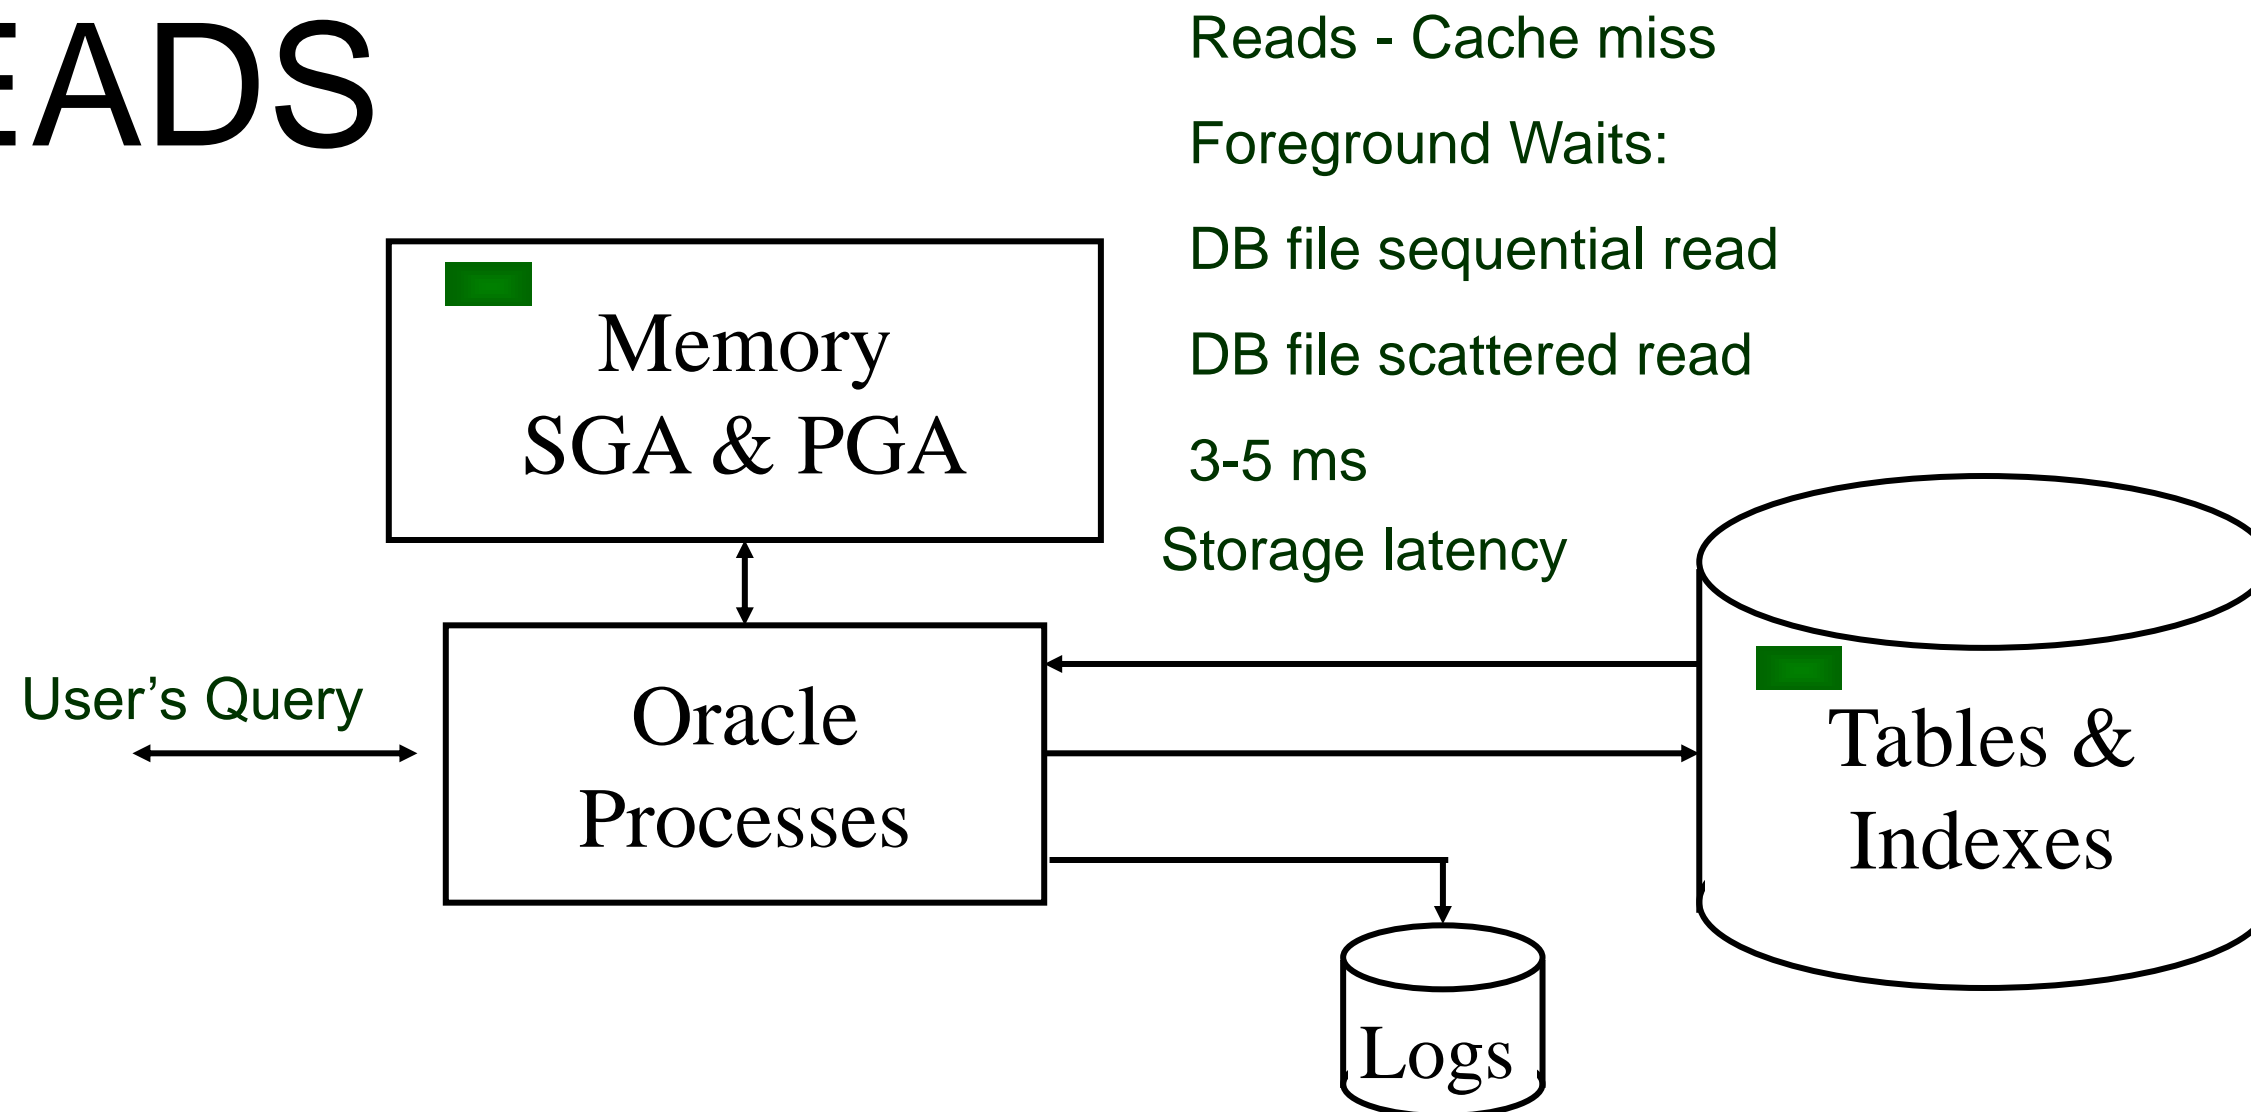 EADS
Reads - Cache miss
Foreground Waits:
DB file sequential read
DB file scattered read
3-5 ms
Storage latency
Memory
SGA & PGA
User’s Query
Oracle
Processes
Tables &
Indexes
Logs